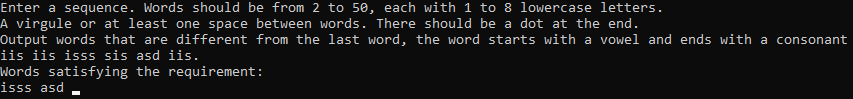 Enter a sequence. Words should be from 2 to 50, each with 1 to 8 lowercase letters.
A virgule or at least one space between words. There should be a dot at the end.
Output words that are different from the last word, the word starts with a vowel and ends with a consonant
iis iis isss sis asd iis.
Words satisfying the requirement:
isss asd